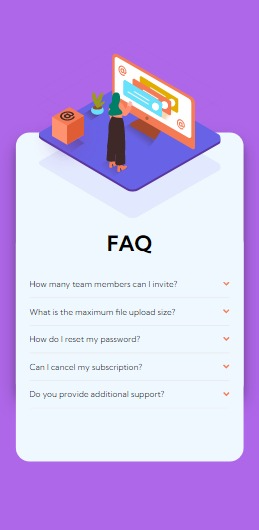 FAQ
How many team members can I invite?
What is the maximum file upload size?
How do I reset my password?
Can I cancel my subscription?
Do you provide additional support?